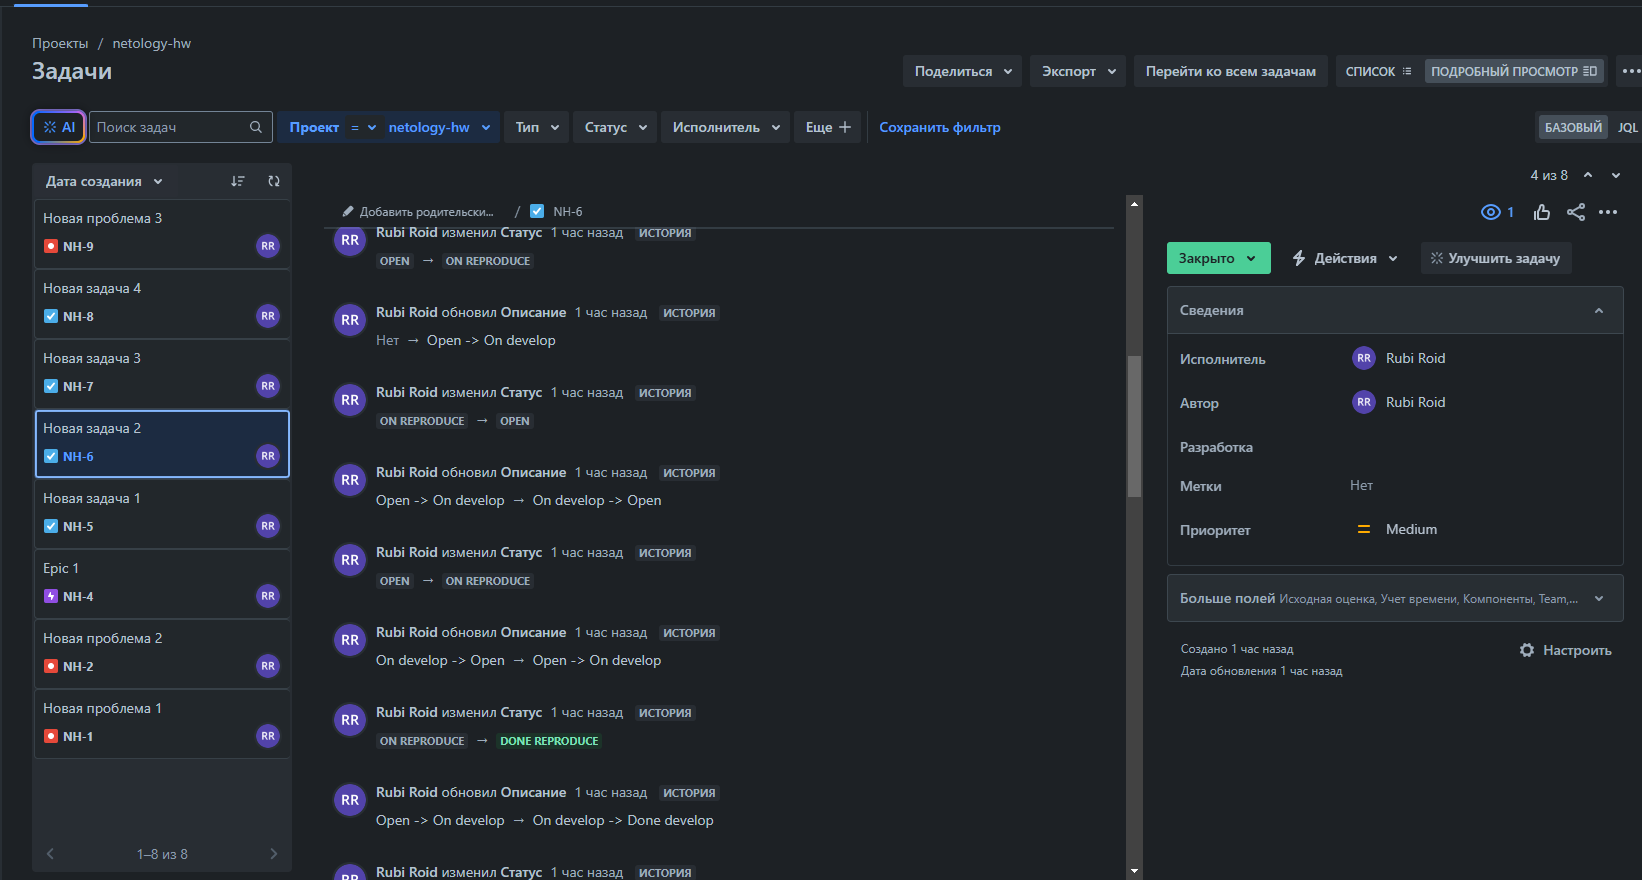 Проекты / netology-hw
Задачи
Поделиться
Экспорт
Перейти ко всем задачам
СПИСОК
ПОДРОБНЫЙ ПРОСМОТР
AI
Поиск задач
Проект = netology-hw
Тип
Статус
Исполнитель
Еще
Сохранить фильтр
БАЗОВЫЙ
JQL
Дата создания
Новая проблема 3
NH-9 RR
Новая задача 4
NH-8 RR
Новая задача 3
NH-7 RR
Новая задача 2
NH-6 RR
Новая задача 1
NH-5 RR
Epic 1
NH-4 RR
Новая проблема 2
NH-2 RR
Новая проблема 1
NH-1 RR
1–8 из 8
Добавить родительски... / NH-6
RR Rubi Roid изменил Статус 1 час назад ИСТОРИЯ
OPEN → ON REPRODUCE
RR Rubi Roid обновил Описание 1 час назад ИСТОРИЯ
Нет → Open -> On develop
RR Rubi Roid изменил Статус 1 час назад ИСТОРИЯ
ON REPRODUCE → OPEN
RR Rubi Roid обновил Описание 1 час назад ИСТОРИЯ
Open -> On develop → On develop -> Open
RR Rubi Roid изменил Статус 1 час назад ИСТОРИЯ
OPEN → ON REPRODUCE
RR Rubi Roid обновил Описание 1 час назад ИСТОРИЯ
On develop -> Open → Open -> On develop
RR Rubi Roid изменил Статус 1 час назад ИСТОРИЯ
ON REPRODUCE → DONE REPRODUCE
RR Rubi Roid обновил Описание 1 час назад ИСТОРИЯ
Open -> On develop → On develop -> Done develop
RR Rubi Roid изменил Статус 1 час назад ИСТОРИЯ
4 из 8
1
Закрыто
Действия
Улучшить задачу
Сведения
Исполнитель RR Rubi Roid
Автор RR Rubi Roid
Разработка
Метки Нет
Приоритет Medium
Больше полей Исходная оценка, Учет времени, Компоненты, Team,...
Создано 1 час назад
Настроить
Дата обновления 1 час назад